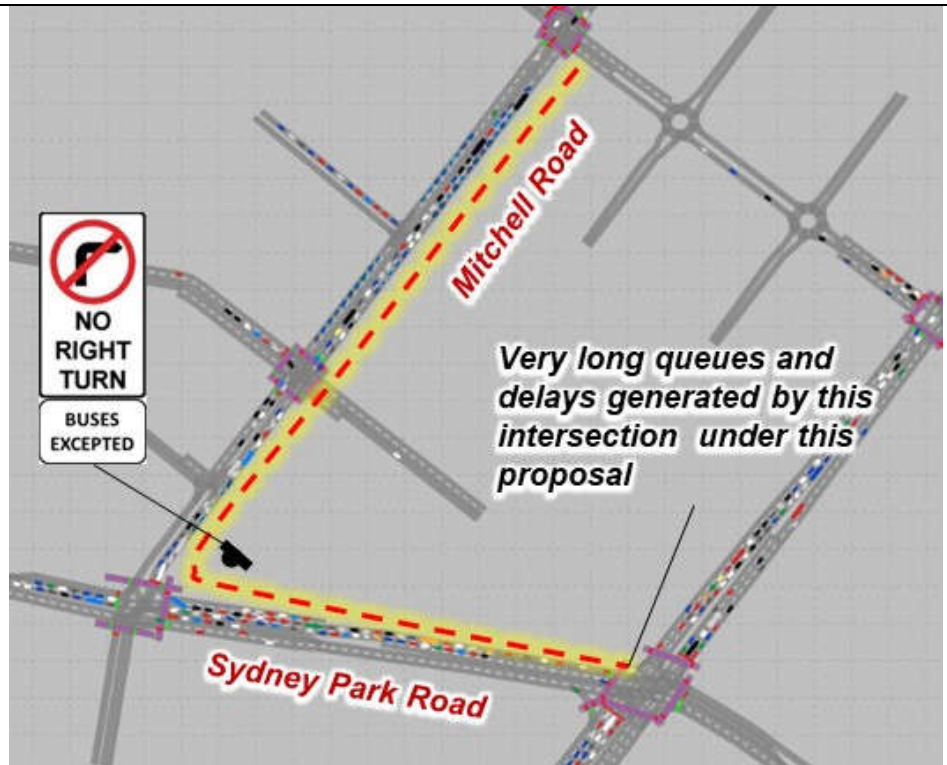 Mitchell Road
NO
RIGHT
TURN
BUSES
EXCEPTED
Very long queues and
delays generated by this
intersection under this
proposal
Sydney Park Road